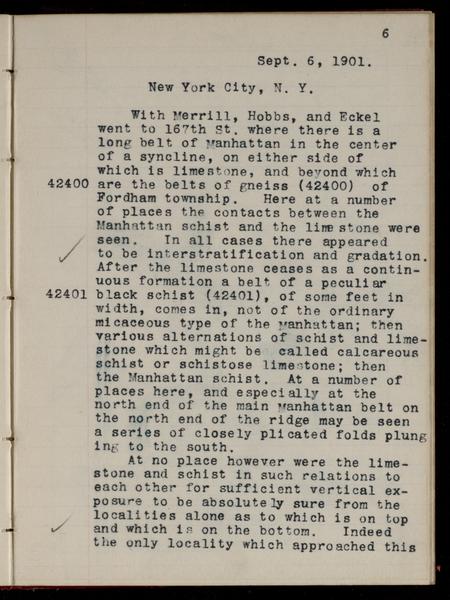 6
Sept. 6, 1901.
New York City, N. Y.
With Merrill, Hobbs, and Eckel
went to 167th St. where there is a
long belt of Manhattan in the center
of a syncline, on either side of
which is limestone, and beyond which
42400 are the belts of gneiss (42400) of
Fordham township. Here at a number
of places the contacts between the
Manhattan schist and the lime stone were
seen. In all cases there appeared
to be interstratification and gradation.
After the limestone ceases as a contin-
uous formation a belt of a peculiar
42401 black schist (42401), of some feet in
width, comes in, not of the ordinary
micaceous type of the Manhattan; then
various alternations of schist and lime-
stone which might be called calcareous
schist or schistose limestone; then
the Manhattan schist. At a number of
places here, and especially at the
north end of the main Manhattan belt on
the north end of the ridge may be seen
a series of closely plicated folds plung
ing to the south.
At no place however were the lime-
stone and schist in such relations to
each other for sufficient vertical ex-
posure to be absolutely sure from the
localities alone as to which is on top
and which is on the bottom. Indeed
the only locality which approached this